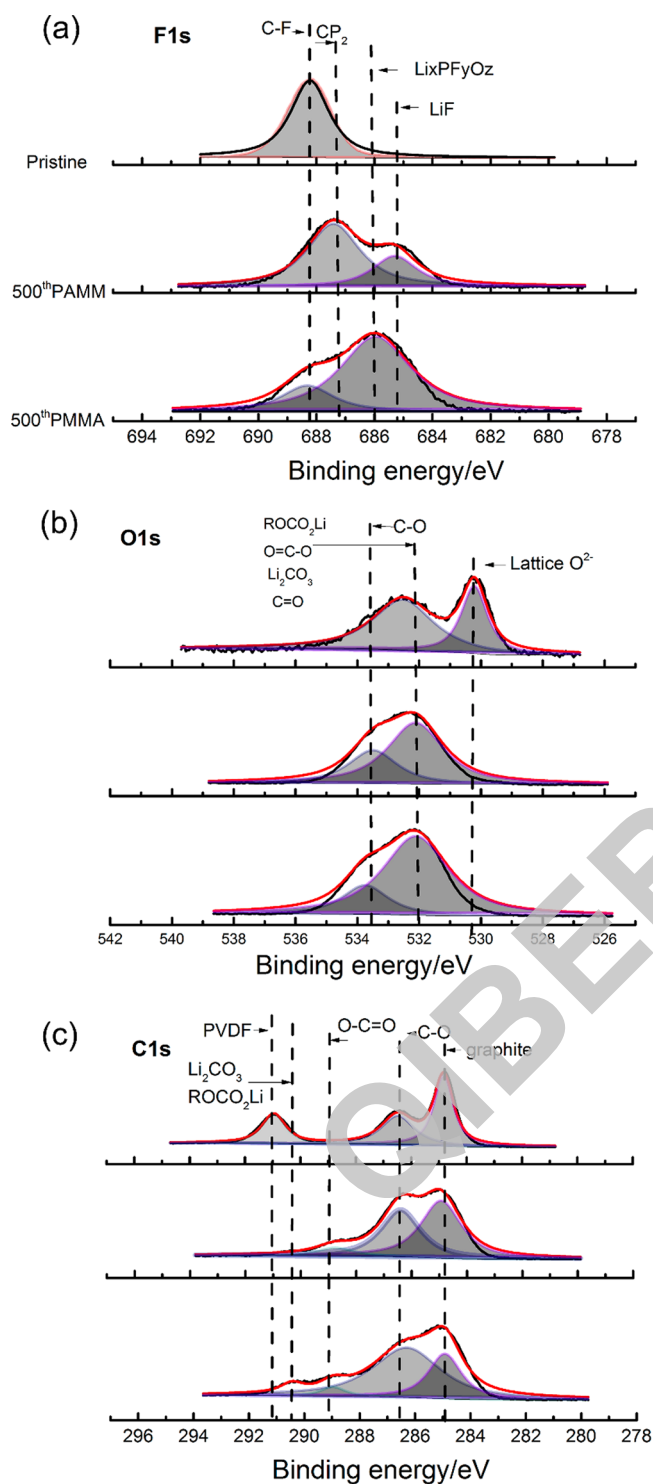 (a)
F1s
C-F CP2
LixPFyOz
LiF
Pristine
500thPAMM
500thPMMA
694 692 690 688 686 684 682 680 678
Binding energy/eV
(b)
O1s
ROCO2Li
C-O
O=C-O
Li2CO3
C=O
Lattice O2-
542 540 538 536 534 532 530 528 526
Binding energy/eV
(c)
C1s
PVDF
O-C=O
C-O
graphite
Li2CO3
ROCO2Li
296 294 292 290 288 286 284 282 280 278
Binding energy/eV